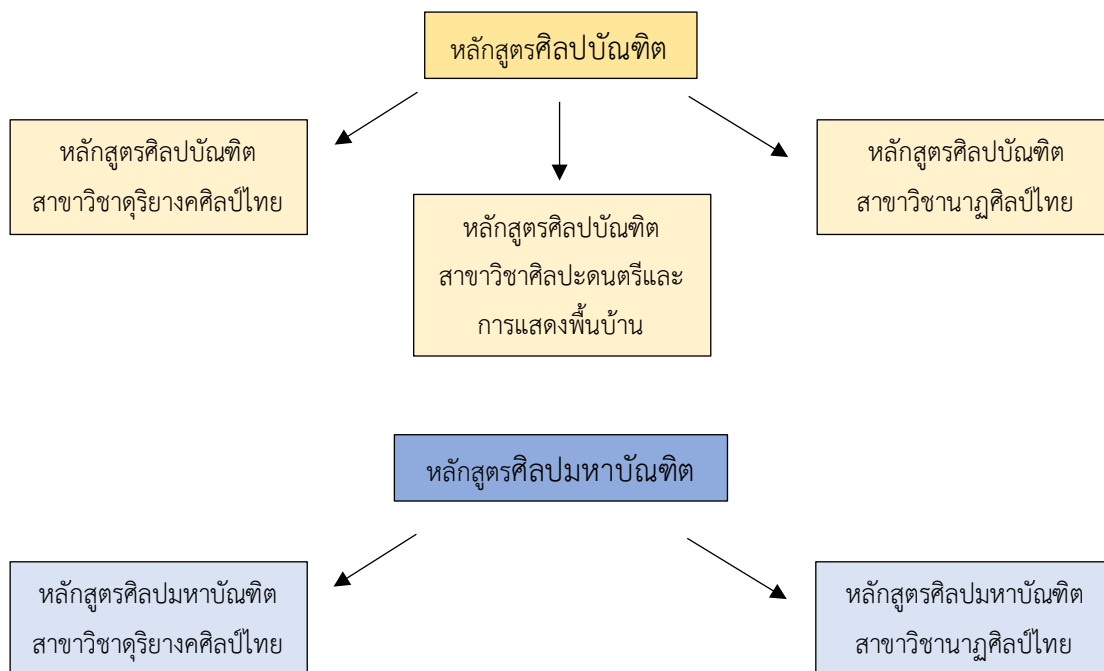 หลักสูตรศิลปบัณฑิต
หลักสูตรศิลปบัณฑิต
สาขาวิชาดุริยางคศิลป์ไทย
หลักสูตรศิลปบัณฑิต
สาขาวิชาศิลปะดนตรีและ
การแสดงพื้นบ้าน
หลักสูตรศิลปบัณฑิต
สาขาวิชานาฏศิลป์ไทย
หลักสูตรศิลปมหาบัณฑิต
หลักสูตรศิลปมหาบัณฑิต
สาขาวิชาดุริยางคศิลป์ไทย
หลักสูตรศิลปมหาบัณฑิต
สาขาวิชานาฏศิลป์ไทย